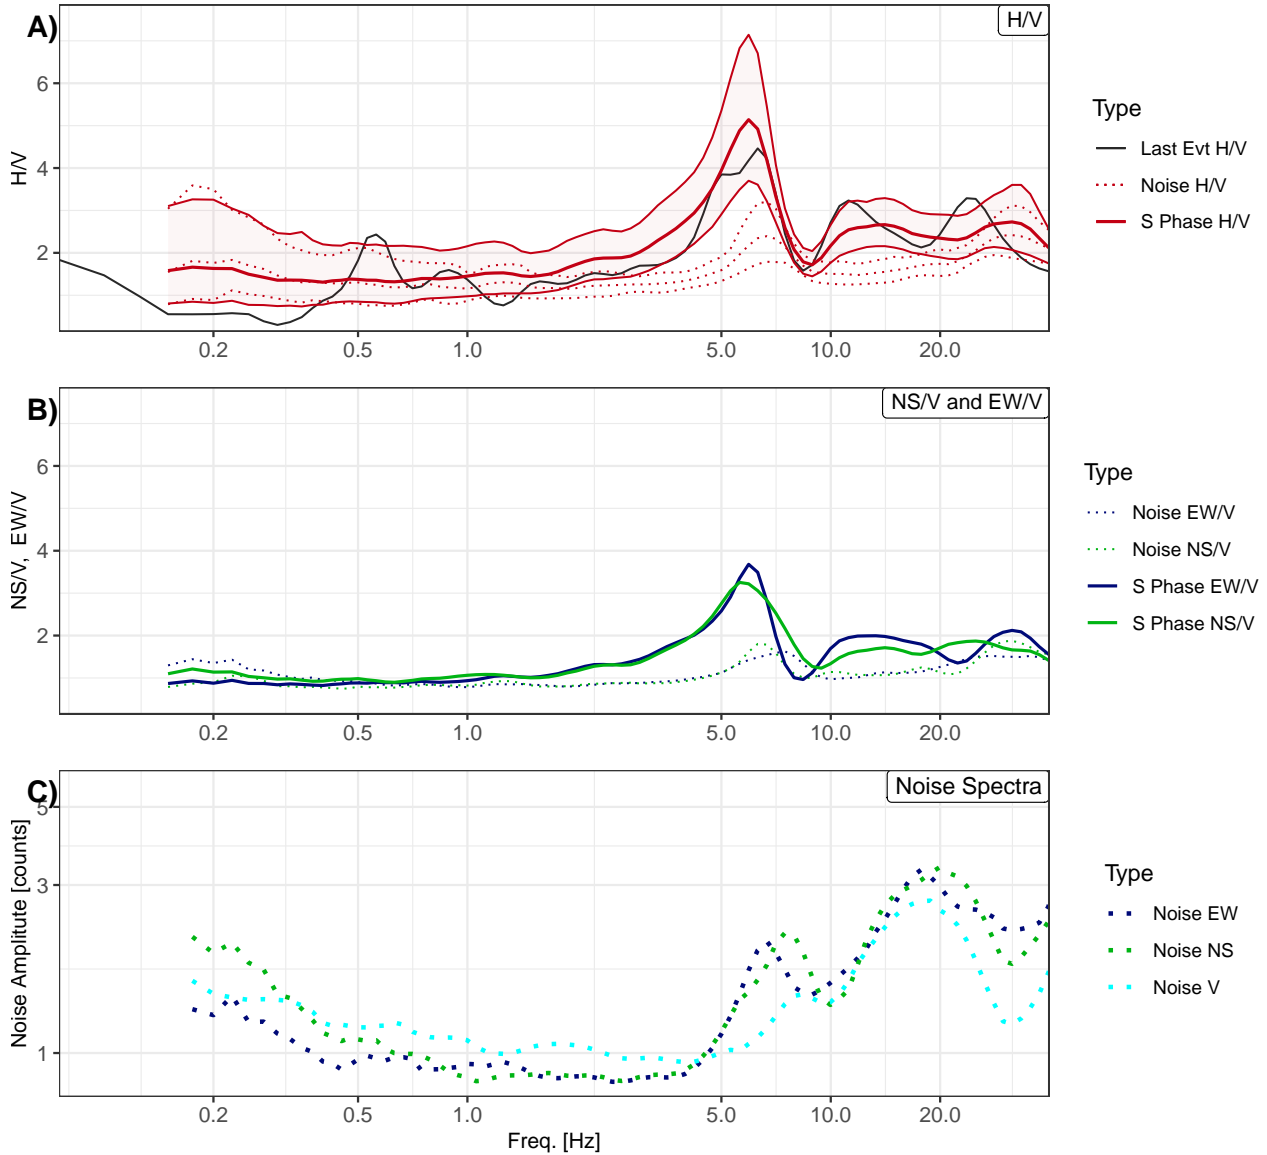 A)
H/V
6
4
2
H/V
0.2 0.5 1.0 5.0 10.0 20.0
Type
Last Evt H/V
Noise H/V
S Phase H/V
B)
NS/V and EW/V
6
4
2
NS/V, EW/V
0.2 0.5 1.0 5.0 10.0 20.0
Type
Noise EW/V
Noise NS/V
S Phase EW/V
S Phase NS/V
C)
Noise Spectra
5
3
1
Noise Amplitute [counts]
0.2 0.5 1.0 5.0 10.0 20.0
Freq. [Hz]
Type
Noise EW
Noise NS
Noise V